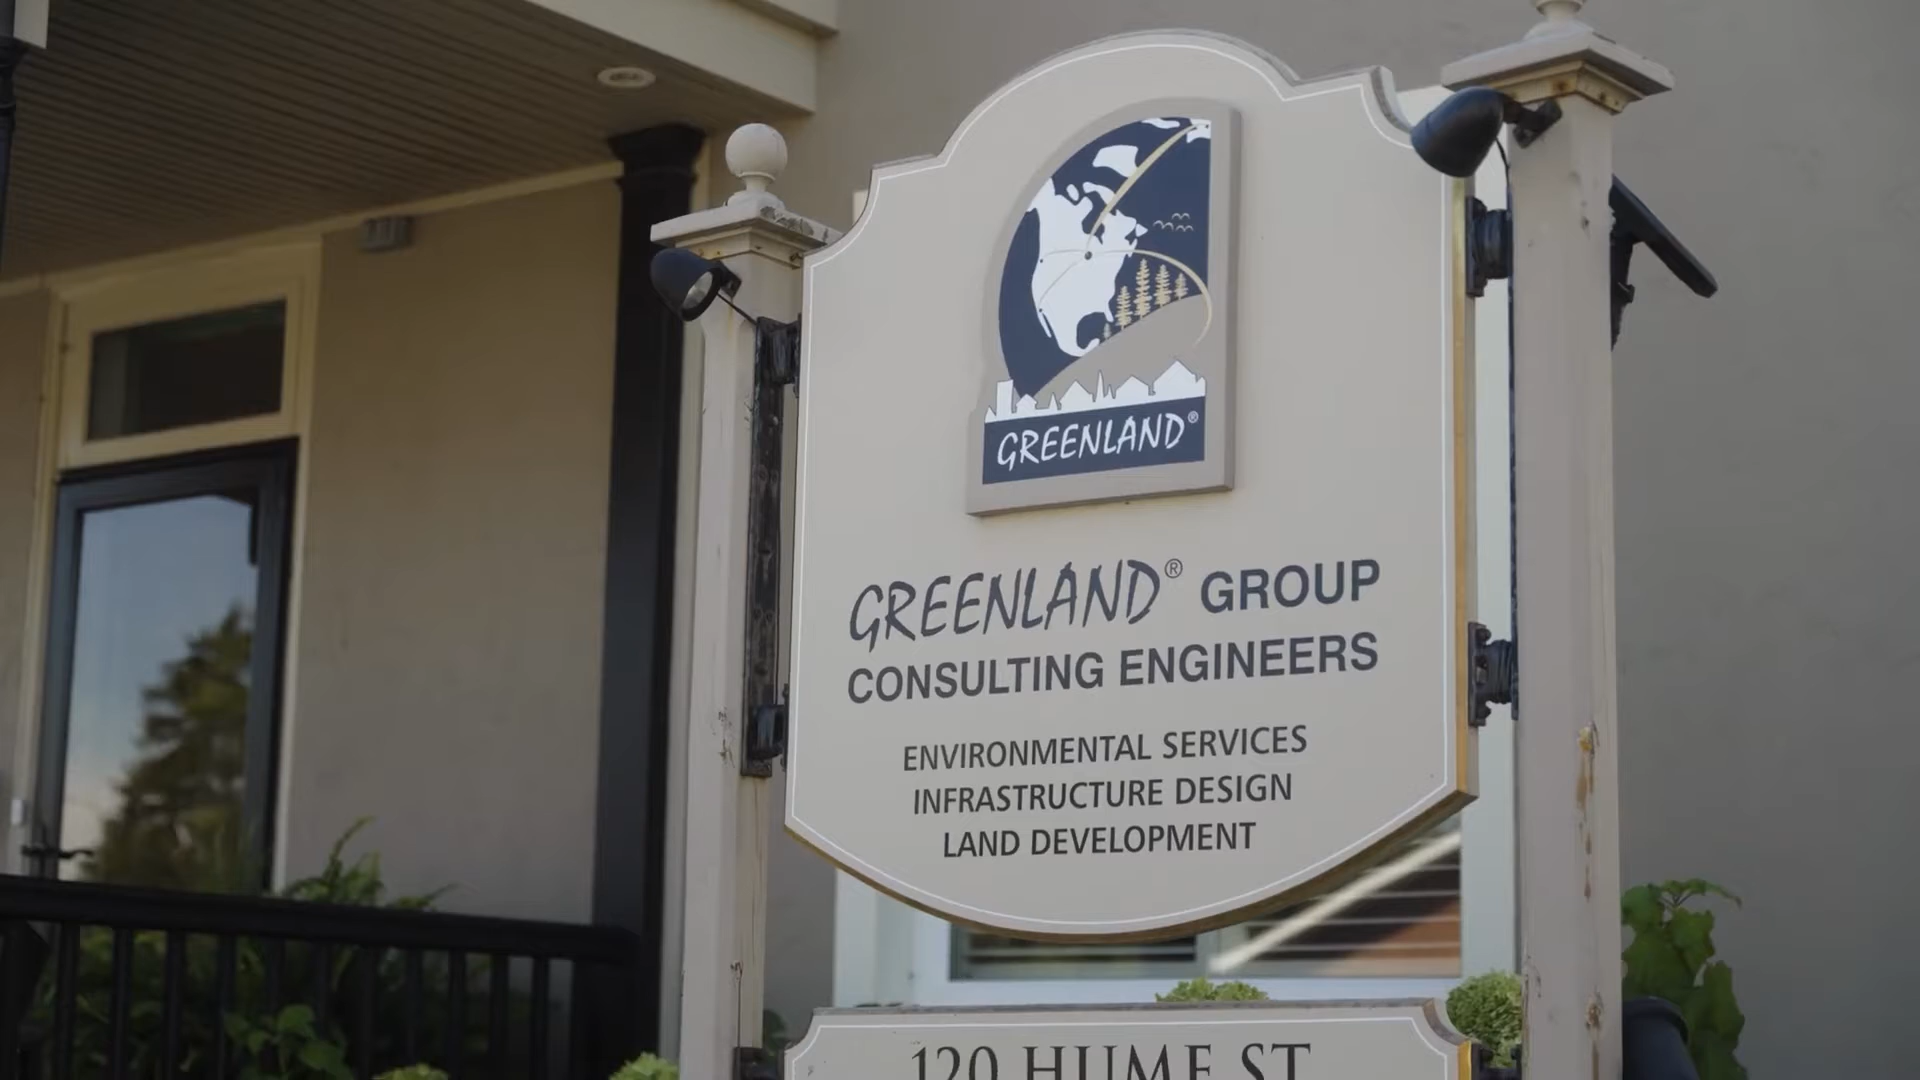 GREENLAND®
GREENLAND® GROUP
CONSULTING ENGINEERS
ENVIRONMENTAL SERVICES
INFRASTRUCTURE DESIGN
LAND DEVELOPMENT
120 HUME ST